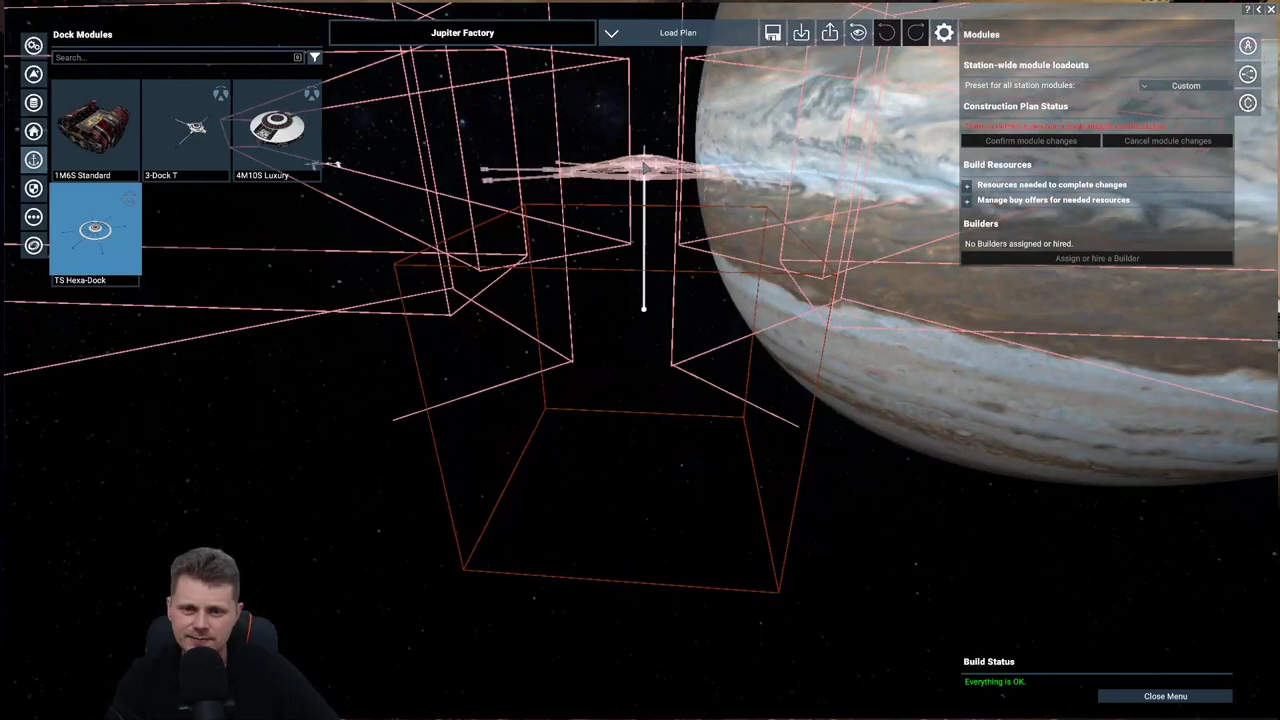 Dock Modules
Search...
1M6S Standard
3-Dock T
4M10S Luxury
TS Hexa-Dock
Jupiter Factory
Load Plan
?
Modules
Station-wide module loadouts
Preset for all station modules:
Custom
Construction Plan Status
Confirm module changes
Cancel module changes
Build Resources
+ Resources needed to complete changes
+ Manage buy offers for needed resources
Builders
No Builders assigned or hired.
Assign or hire a Builder
Build Status
Everything is OK.
Close Menu